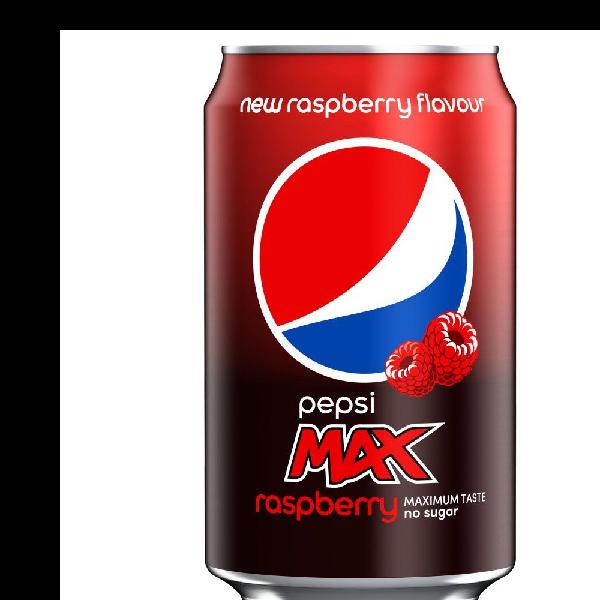 new raspberry flavour
pepsi
MAX
raspberry
MAXIMUM TASTE
no sugar